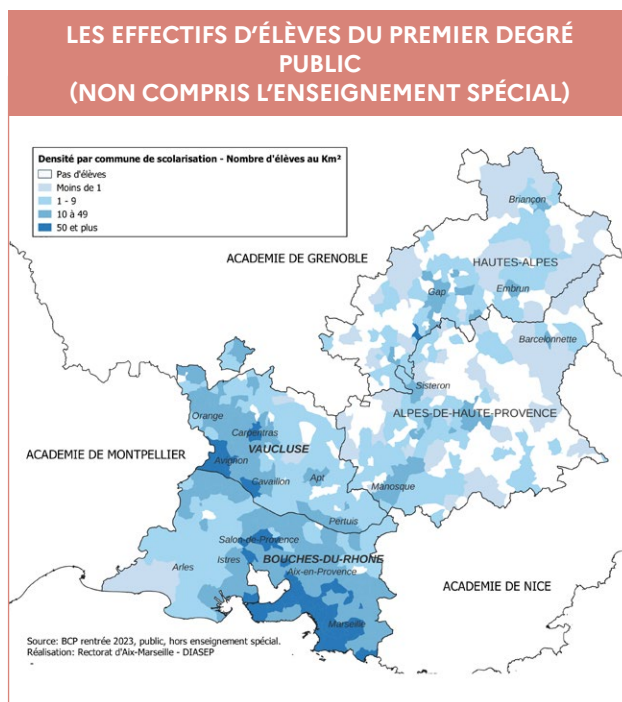 LES EFFECTIFS D'ÉLÈVES DU PREMIER DEGRÉ
PUBLIC
(NON COMPRIS L'ENSEIGNEMENT SPÉCIAL)
Densité par commune de scolarisation - Nombre d'élèves au Km²
Pas d'élèves
Moins de 1
1 - 9
10 à 49
50 et plus
Briançon
ACADEMIE DE GRENOBLE
HAUTES-ALPES
Gap
Embrun
Barcelonnette
Sisteron
Orange
ALPES-DE-HAUTE-PROVENCE
Carpentras
VAUCLUSE
ACADEMIE DE MONTPELLIER
Avignon
Cavaillon
Apt
Manosque
Pertuis
Salon-de-Provence
Istres
BOUCHES-DU-RHONE
Arles
Aix-en-Provence
ACADEMIE DE NICE
Marseille
Source: BCP rentrée 2023, public, hors enseignement spécial.
Réalisation: Rectorat d'Aix-Marseille - DIASEP